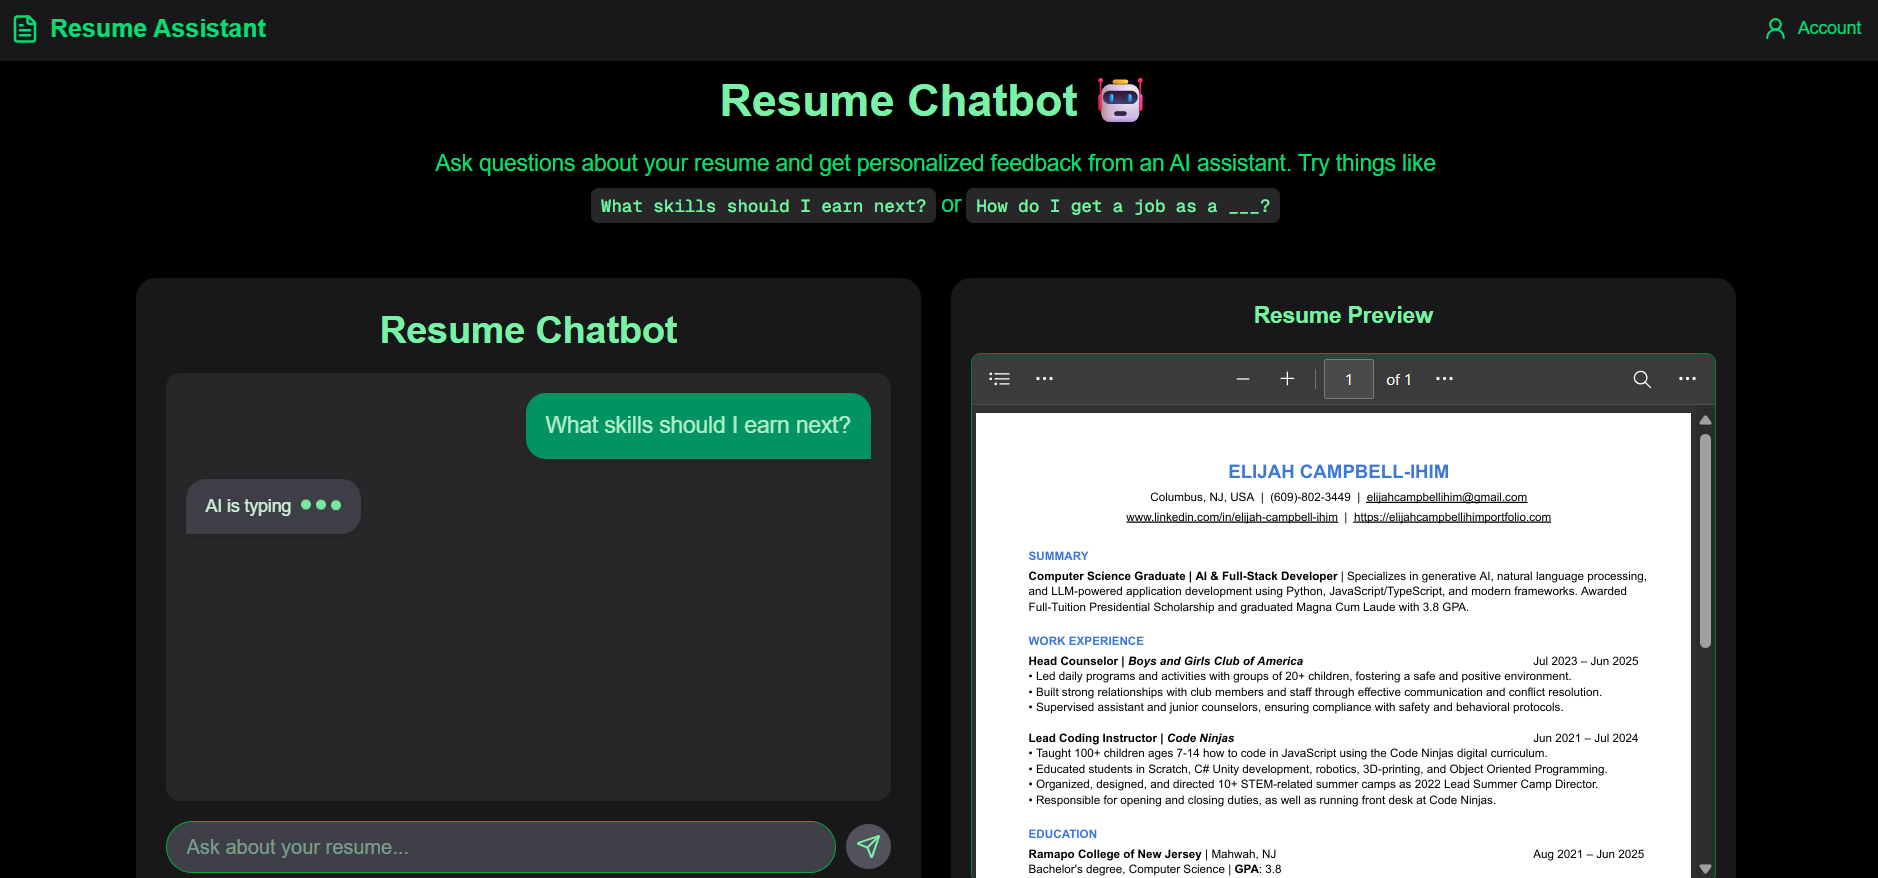 Resume Assistant
Account
Resume Chatbot
Ask questions about your resume and get personalized feedback from an AI assistant. Try things like
What skills should I earn next? or How do I get a job as a ___?
Resume Chatbot
What skills should I earn next?
AI is typing
Ask about your resume...
Resume Preview
1 of 1
ELIJAH CAMPBELL-IHIM
Columbus, NJ, USA | (609)-802-3449 | elijahcampbellihim@gmail.com
www.linkedin.com/in/elijah-campbell-ihim | https://elijahcampbellihimportfolio.com
SUMMARY
Computer Science Graduate | AI & Full-Stack Developer | Specializes in generative AI, natural language processing,
and LLM-powered application development using Python, JavaScript/TypeScript, and modern frameworks. Awarded
Full-Tuition Presidential Scholarship and graduated Magna Cum Laude with 3.8 GPA.
WORK EXPERIENCE
Head Counselor | Boys and Girls Club of America Jul 2023 – Jun 2025
• Led daily programs and activities with groups of 20+ children, fostering a safe and positive environment.
• Built strong relationships with club members and staff through effective communication and conflict resolution.
• Supervised assistant and junior counselors, ensuring compliance with safety and behavioral protocols.
Lead Coding Instructor | Code Ninjas Jun 2021 – Jul 2024
• Taught 100+ children ages 7-14 how to code in JavaScript using the Code Ninjas digital curriculum.
• Educated students in Scratch, C# Unity development, robotics, 3D-printing, and Object Oriented Programming.
• Organized, designed, and directed 10+ STEM-related summer camps as 2022 Lead Summer Camp Director.
• Responsible for opening and closing duties, as well as running front desk at Code Ninjas.
EDUCATION
Ramapo College of New Jersey | Mahwah, NJ Aug 2021 – Jun 2025
Bachelor's degree, Computer Science | GPA: 3.8